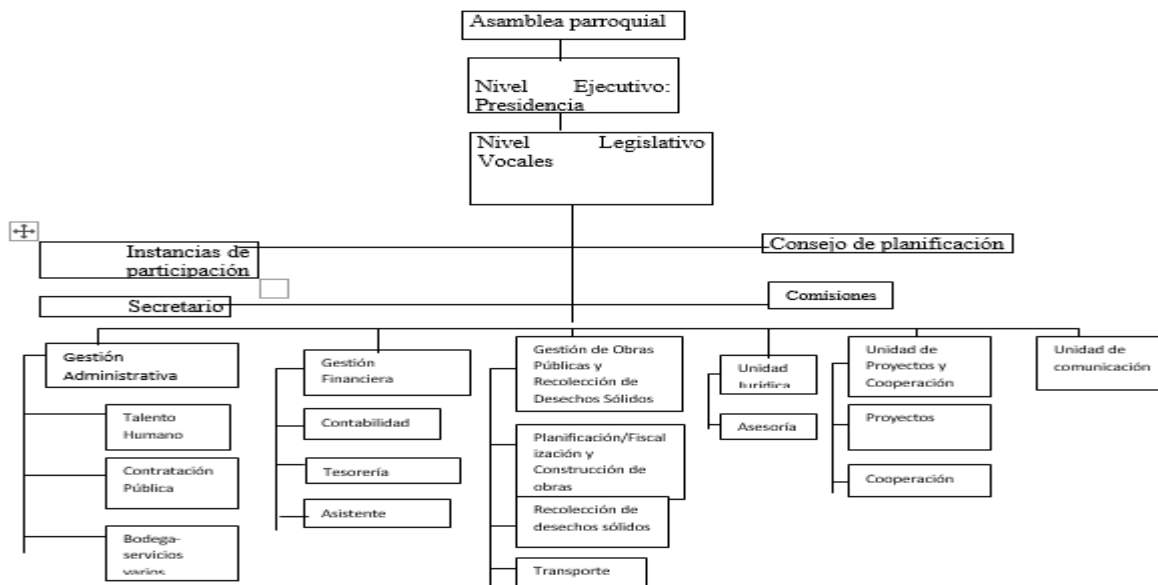 Asamblea parroquial
Nivel Ejecutivo:
Presidencia
Nivel Legislativo
Vocales
Instancias de
participación
Consejo de planificación
Secretario
Comisiones
Gestión
Administrativa
Talento
Humano
Contratación
Pública
Bodega-
servicios
varios
Gestión
Financiera
Contabilidad
Tesorería
Asistente
Gestión de Obras
Públicas y
Recolección de
Desechos Sólidos
Planificación/Fiscal
ización y
Construcción de
obras
Recolección de
desechos sólidos
Transporte
Unidad
Jurídica
Asesoría
Unidad de
Proyectos y
Cooperación
Proyectos
Cooperación
Unidad de
comunicación